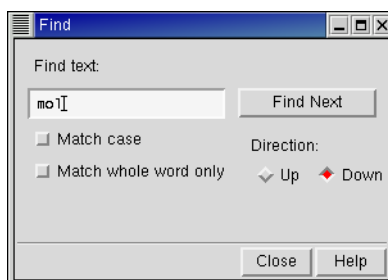 Find
Find text:
mol
Find Next
Match case
Direction:
Match whole word only
Up
Down
Close
Help